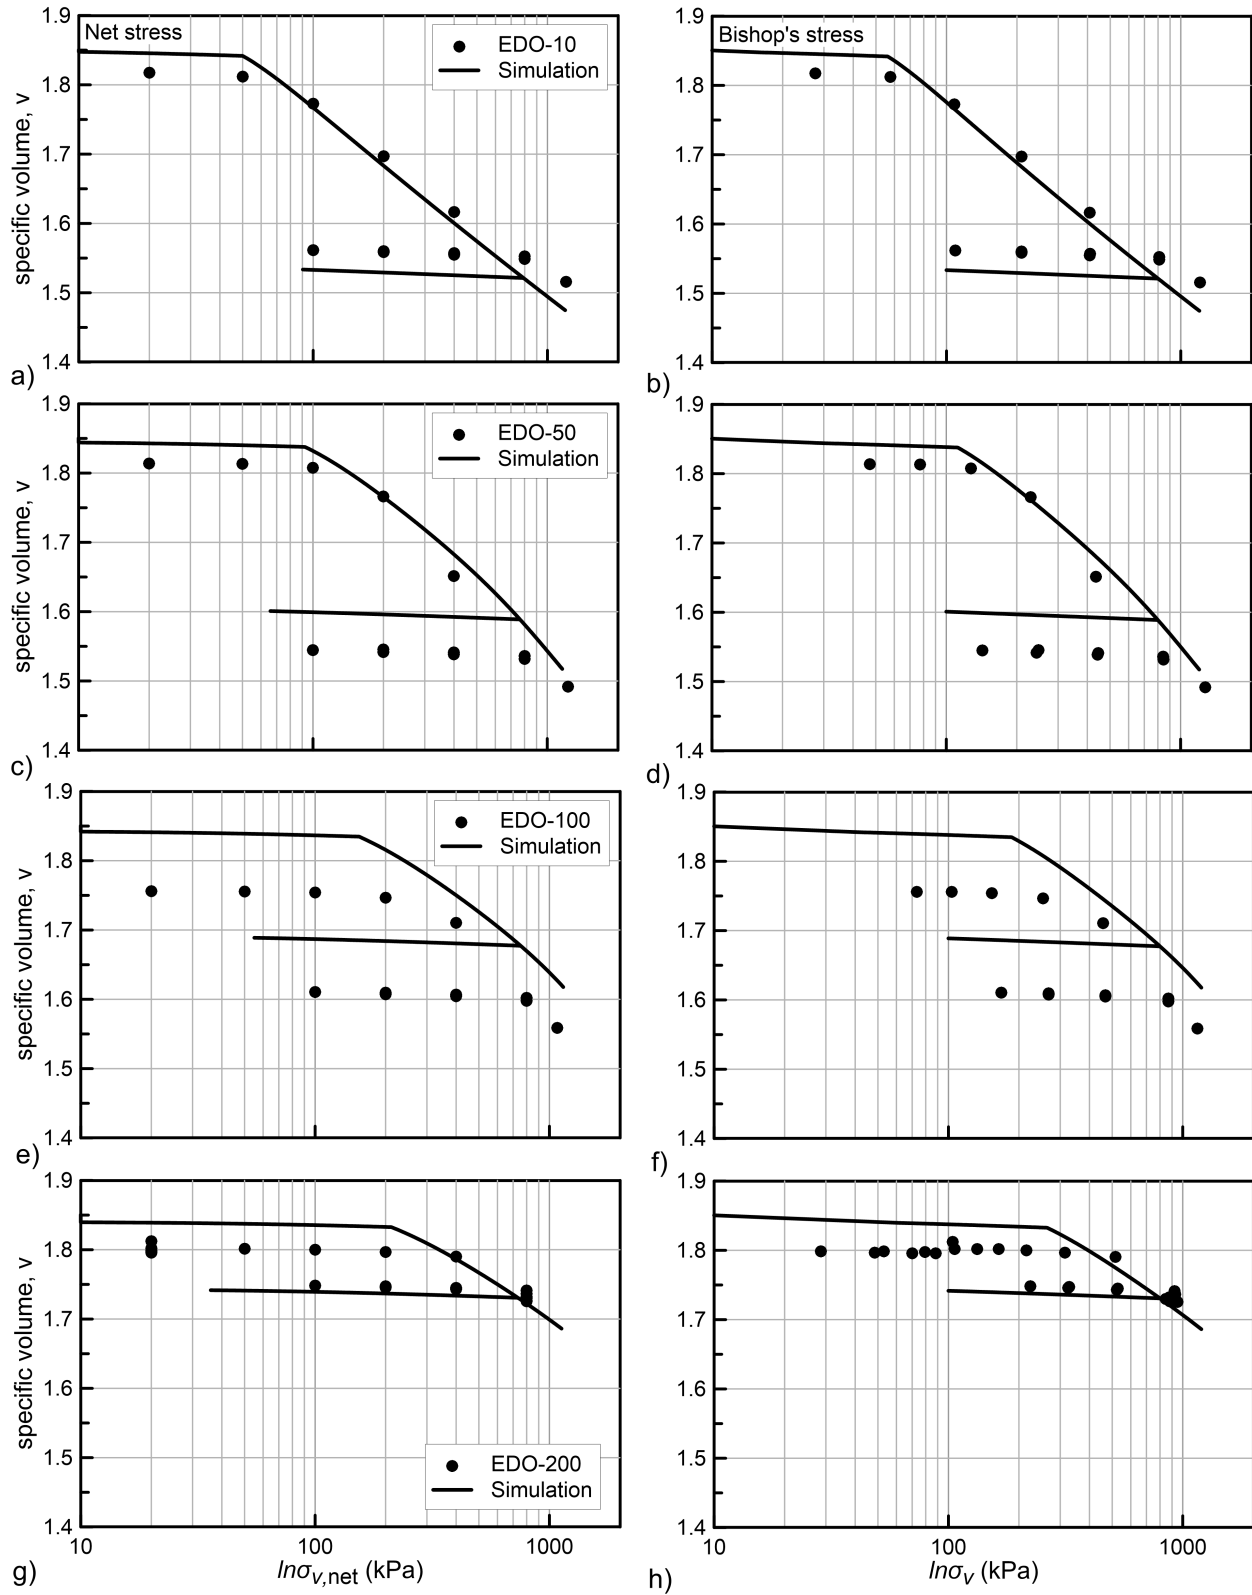 Net stress
EDO-10
Simulation
1.9
1.8
1.7
1.6
1.5
1.4
specific volume, v
a)
Bishop's stress
1.9
1.8
1.7
1.6
1.5
1.4
10
100
1000
b)
EDO-50
Simulation
1.9
1.8
1.7
1.6
1.5
1.4
specific volume, v
c)
1.9
1.8
1.7
1.6
1.5
1.4
d)
EDO-100
Simulation
1.9
1.8
1.7
1.6
1.5
1.4
specific volume, v
e)
1.9
1.8
1.7
1.6
1.5
1.4
f)
1.9
1.8
1.7
1.6
1.5
1.4
specific volume, v
EDO-200
Simulation
10
100
1000
lnσv,net (kPa)
g)
1.9
1.8
1.7
1.6
1.5
1.4
10
100
1000
lnσv (kPa)
h)